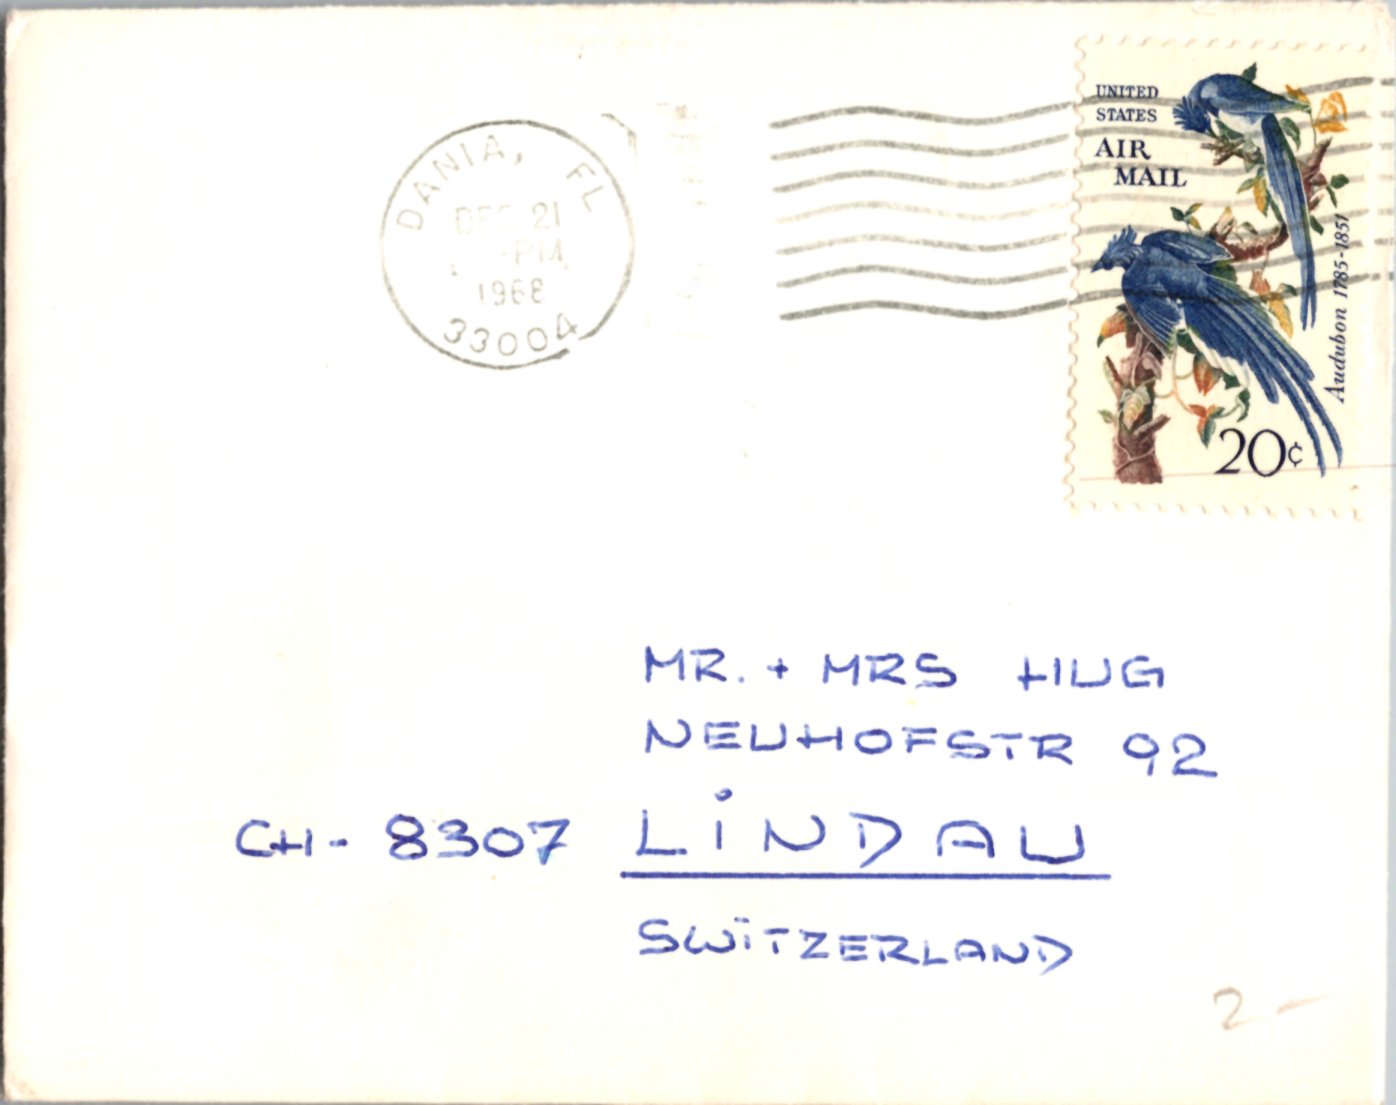 DANIA, FL
DEC 21
PM
1968
33004
UNITED
STATES
AIR
MAIL
Audubon 1785-1851
20¢
MR. + MRS HUG
NEUHOFSTR 92
CH- 8307 LINDAU
SWITZERLAND
2-